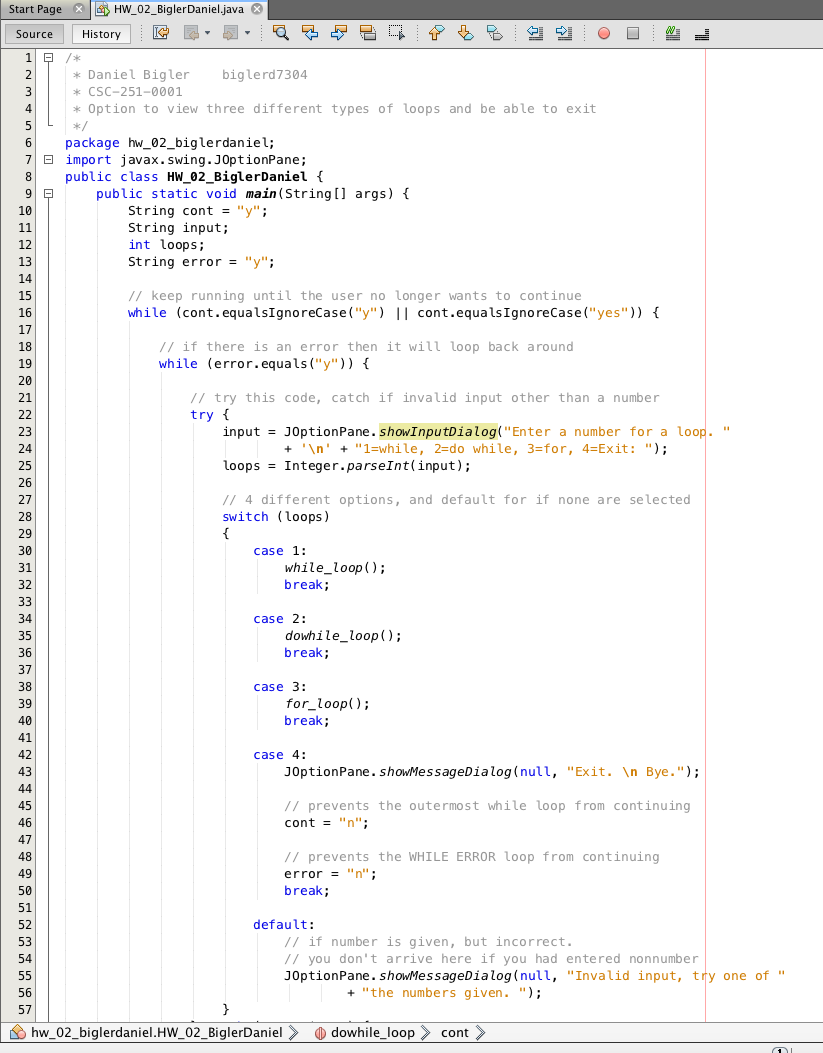 Start Page HW_02_BiglerDaniel.java
Source History
1 /*
2 * Daniel Bigler    biglerd7304
3 * CSC-251-0001
4 * Option to view three different types of loops and be able to exit
5 */
6 package hw_02_biglerdaniel;
7 import javax.swing.JOptionPane;
8 public class HW_02_BiglerDaniel {
9 public static void main(String[] args) {
10 String cont = "y";
11 String input;
12 int loops;
13 String error = "y";
14
15 // keep running until the user no longer wants to continue
16 while (cont.equalsIgnoreCase("y") || cont.equalsIgnoreCase("yes")) {
17
18 // if there is an error then it will loop back around
19 while (error.equals("y")) {
20
21 // try this code, catch if invalid input other than a number
22 try {
23 input = JOptionPane.showInputDialog("Enter a number for a loop. "
24 + '\n' + "1=while, 2=do while, 3=for, 4=Exit: ");
25 loops = Integer.parseInt(input);
26
27 // 4 different options, and default for if none are selected
28 switch (loops)
29 {
30 case 1:
31 while_loop();
32 break;
33
34 case 2:
35 dowhile_loop();
36 break;
37
38 case 3:
39 for_loop();
40 break;
41
42 case 4:
43 JOptionPane.showMessageDialog(null, "Exit. \n Bye.");
44
45 // prevents the outermost while loop from continuing
46 cont = "n";
47
48 // prevents the WHILE ERROR loop from continuing
49 error = "n";
50 break;
51
52 default:
53 // if number is given, but incorrect.
54 // you don't arrive here if you had entered nonnumber
55 JOptionPane.showMessageDialog(null, "Invalid input, try one of "
56 + "the numbers given. ");
57 }
hw_02_biglerdaniel.HW_02_BiglerDaniel dowhile_loop cont